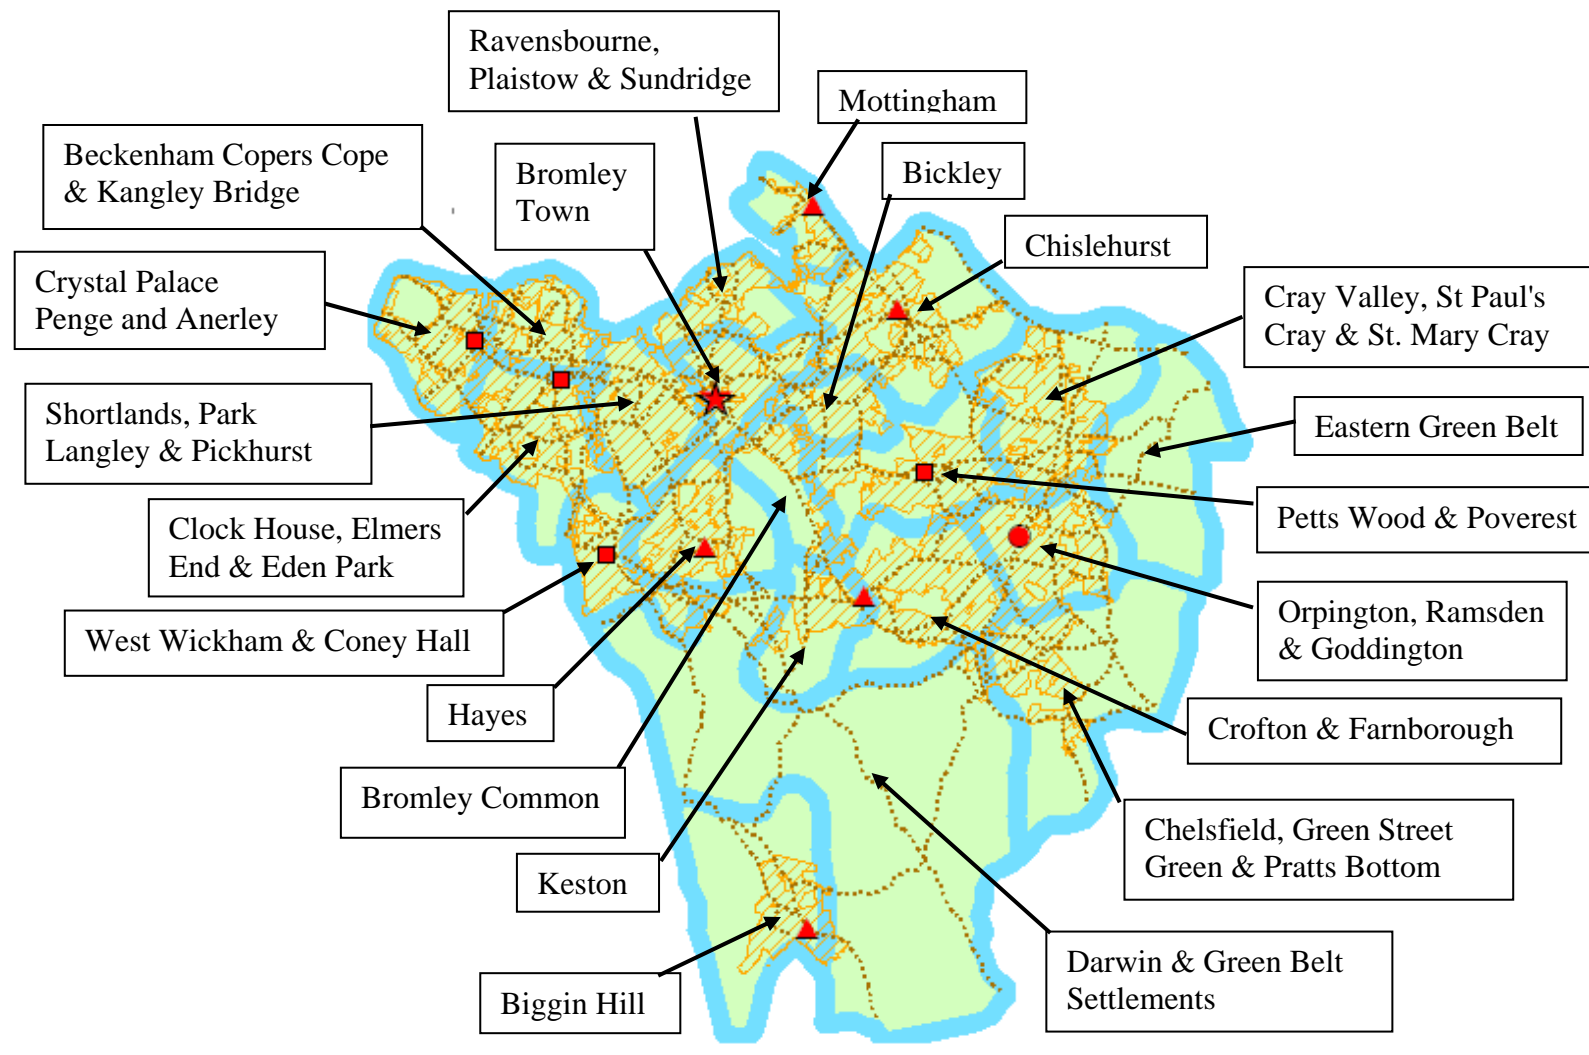 Ravensbourne,
Plaistow & Sundridge
Mottingham
Beckenham Copers Cope
& Kangley Bridge
Bromley
Town
Bickley
Chislehurst
Crystal Palace
Penge and Anerley
Cray Valley, St Paul's
Cray & St. Mary Cray
Shortlands, Park
Langley & Pickhurst
Eastern Green Belt
Clock House, Elmers
End & Eden Park
Petts Wood & Poverest
West Wickham & Coney Hall
Orpington, Ramsden
& Goddington
Hayes
Crofton & Farnborough
Bromley Common
Chelsfield, Green Street
Green & Pratts Bottom
Keston
Darwin & Green Belt
Settlements
Biggin Hill